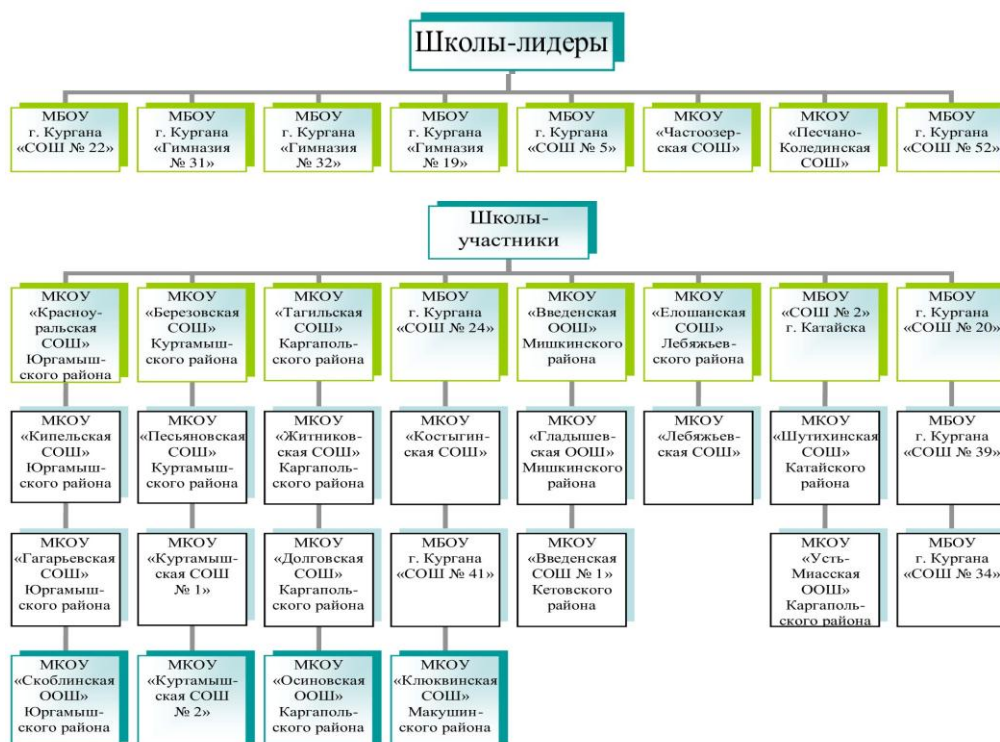 Школы-лидеры
МБОУ
г. Кургана
«СОШ № 22»
МБОУ
г. Кургана
«Гимназия
№ 31»
МБОУ
г. Кургана
«Гимназия
№ 32»
МБОУ
г. Кургана
«Гимназия
№ 19»
МБОУ
г. Кургана
«СОШ № 5»
МКОУ
«Частоозер-
ская СОШ»
МКОУ
«Песчано-
Колединская
СОШ»
МБОУ
г. Кургана
«СОШ № 52»
Школы-
участники
МКОУ
«Красноу-
ральская
СОШ»
Юргамыш-
ского района
МКОУ
«Березовская
СОШ»
Куртамыш-
ского района
МКОУ
«Тагильская
СОШ»
Каргаполь-
ского района
МБОУ
г. Кургана
«СОШ № 24»
МКОУ
«Введенская
ООШ»
Мишкинского
района
МКОУ
«Елошанская
СОШ»
Лебяжьев-
ского района
МБОУ
«СОШ № 2»
г. Катайска
МБОУ
г. Кургана
«СОШ № 20»
МКОУ
«Кипельская
СОШ»
Юргамыш-
ского района
МКОУ
«Песьяновская
СОШ»
Куртамыш-
ского района
МКОУ
«Житников-
ская СОШ»
Каргаполь-
ского района
МКОУ
«Костыгин-
ская СОШ»
МКОУ
«Гладышев-
ская ООШ»
Мишкинского
района
МКОУ
«Лебяжьев-
ская СОШ»
МКОУ
«Шутихинская
СОШ»
Катайского
района
МБОУ
г. Кургана
«СОШ № 39»
МКОУ
«Гагарьевская
СОШ»
Юргамыш-
ского района
МКОУ
«Куртамыш-
ская СОШ
№ 1»
МКОУ
«Долговская
СОШ»
Каргаполь-
ского района
МБОУ
г. Кургана
«СОШ № 41»
МКОУ
«Введенская
СОШ № 1»
Кетовского
района
МКОУ
«Усть-
Миасская
ООШ»
Каргаполь-
ского района
МБОУ
г. Кургана
«СОШ № 34»
МКОУ
«Скоблинская
ООШ»
Юргамыш-
ского района
МКОУ
«Куртамыш-
ская СОШ
№ 2»
МКОУ
«Осиновская
ООШ»
Каргаполь-
ского района
МКОУ
«Клюквинская
СОШ»
Макушин-
ского района